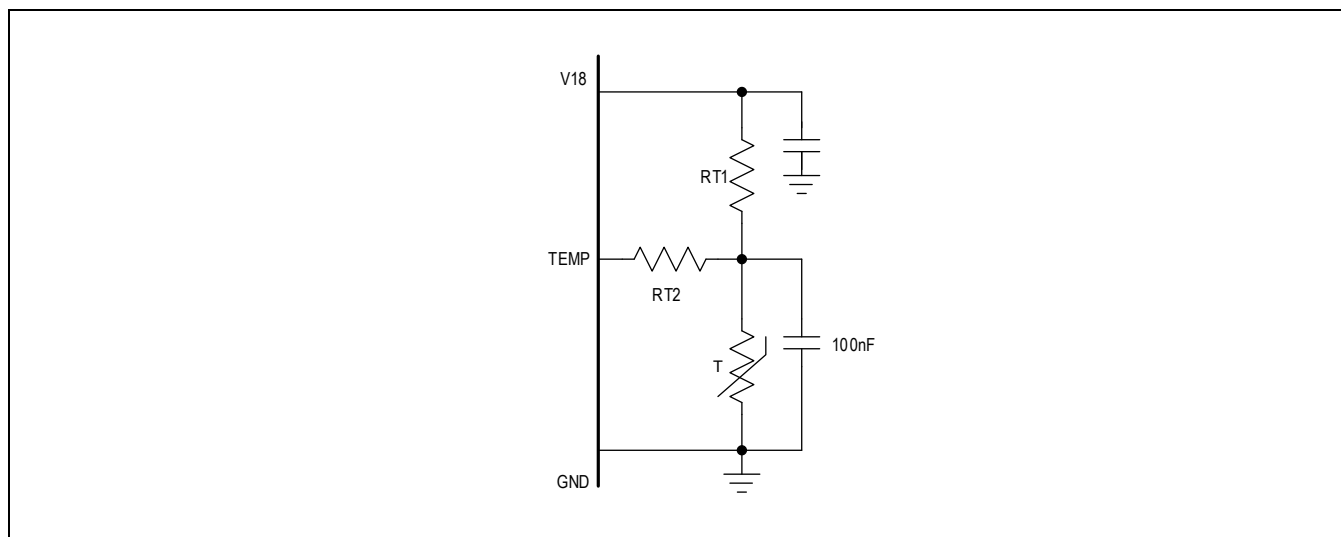 V18
RT1
TEMP
RT2
T
100nF
GND